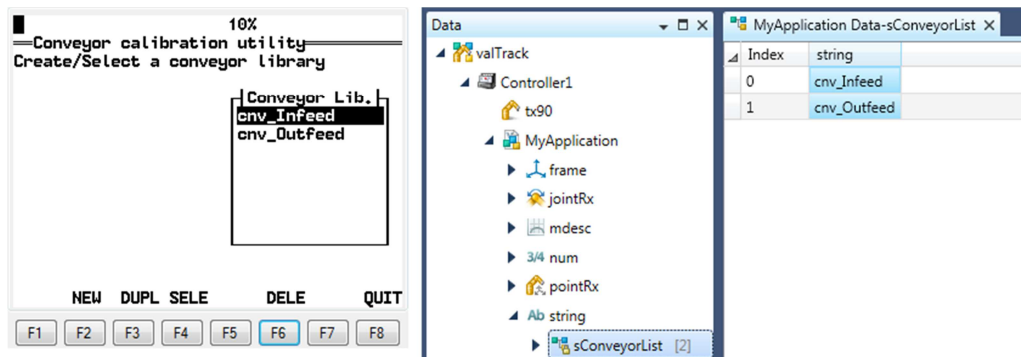 10%
Conveyor calibration utility
Create/Select a conveyor library
Conveyor Lib.
cnv_Infeed
cnv_Outfeed
NEW DUPL SELE DELE QUIT
F1 F2 F3 F4 F5 F6 F7 F8
Data
valTrack
Controller1
tx90
MyApplication
frame
jointRx
mdesc
3/4 num
pointRx
Ab string
sConveyorList [2]
MyApplication Data-sConveyorList
Index string
0 cnv_Infeed
1 cnv_Outfeed